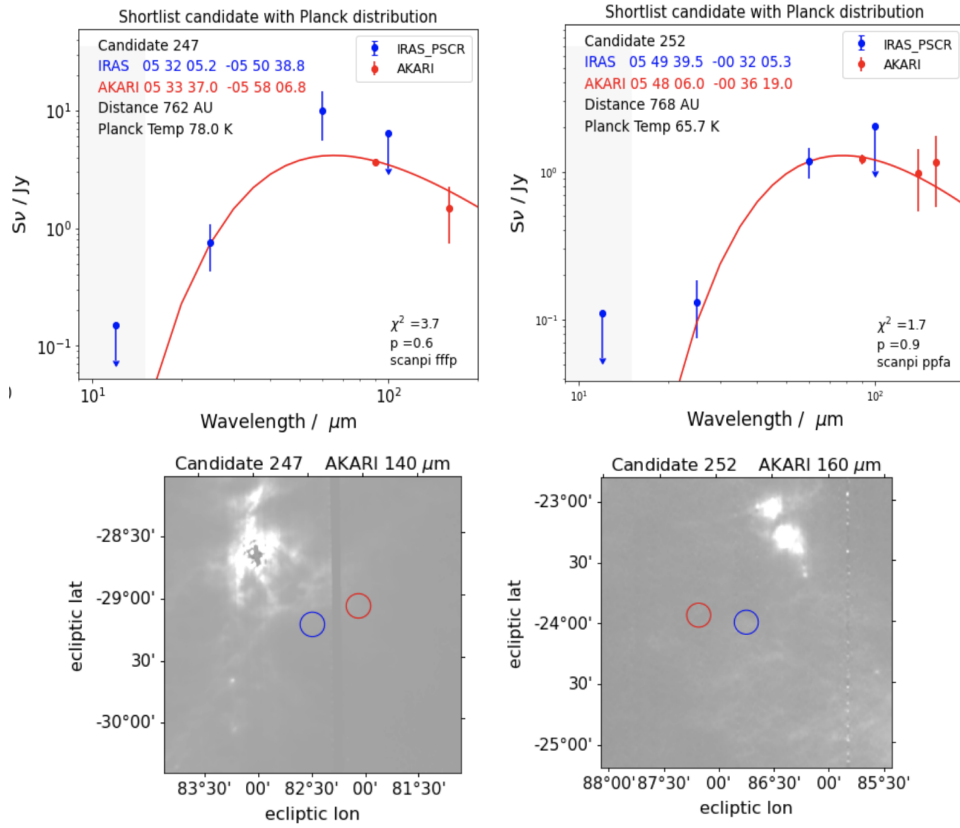 Shortlist candidate with Planck distribution
Candidate 247
IRAS 05 32 05.2 -05 50 38.8
AKARI 05 33 37.0 -05 58 06.8
Distance 762 AU
Planck Temp 78.0 K
IRAS_PSCR
AKARI
Sν / Jy
10¹
10⁰
10⁻¹
χ² =3.7
p =0.6
scanpi fffp
10¹
10²
Wavelength / μm
Shortlist candidate with Planck distribution
Candidate 252
IRAS 05 49 39.5 -00 32 05.3
AKARI 05 48 06.0 -00 36 19.0
Distance 768 AU
Planck Temp 65.7 K
IRAS_PSCR
AKARI
Sν / Jy
10⁰
10⁻¹
χ² =1.7
p =0.9
scanpi ppfa
10¹
10²
Wavelength / μm
Candidate 247 AKARI 140 μm
ecliptic lat
-28°30'
-29°00'
30'
-30°00'
83°30' 00' 82°30' 00' 81°30'
ecliptic lon
Candidate 252 AKARI 160 μm
ecliptic lat
-23°00'
30'
-24°00'
30'
-25°00'
88°00' 87°30' 00' 86°30' 00' 85°30'
ecliptic lon